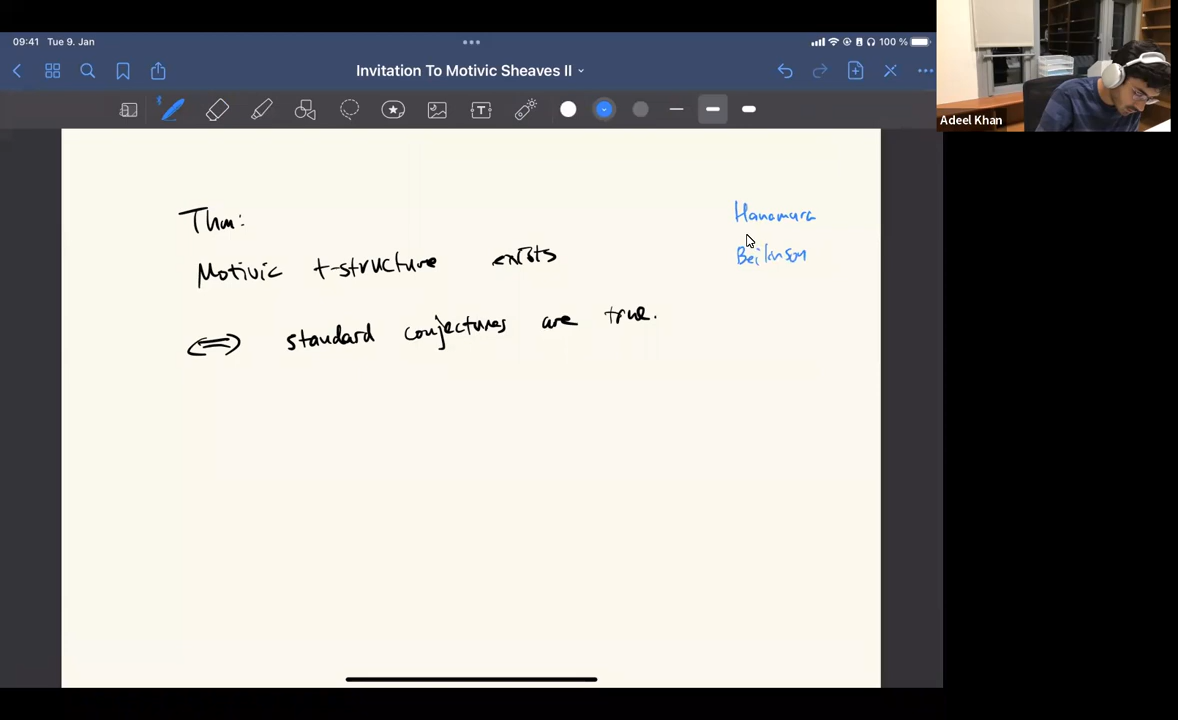 09:41 Tue 9. Jan
100 %
Invitation To Motivic Sheaves II
Adeel Khan
Thm:
Hanamura
Motivic t-structure exists
Beilinson
⟺ standard conjectures are true.